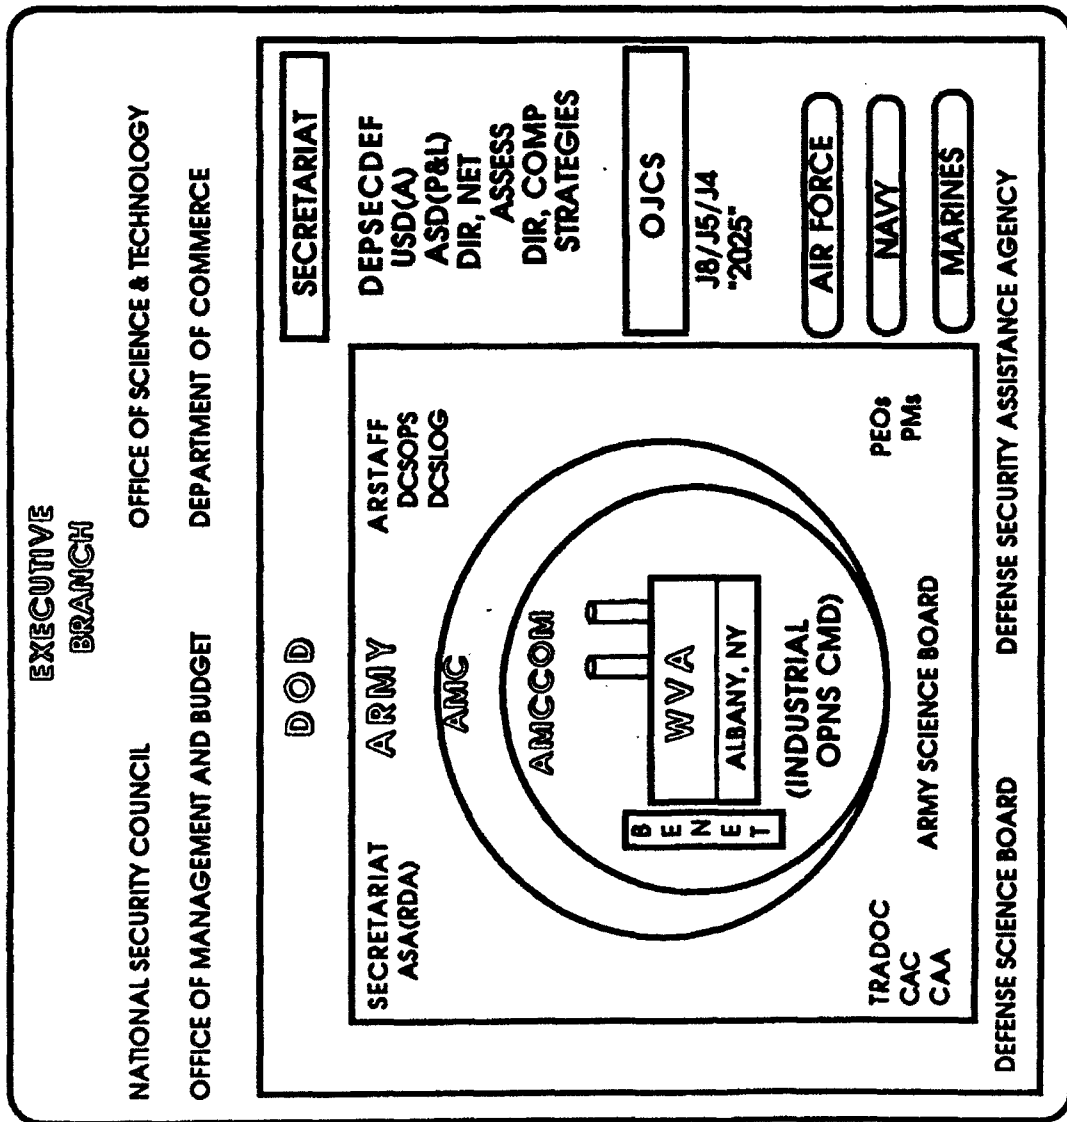 EXECUTIVE
BRANCH
NATIONAL SECURITY COUNCIL
OFFICE OF SCIENCE & TECHNOLOGY
OFFICE OF MANAGEMENT AND BUDGET
DEPARTMENT OF COMMERCE
DOD
SECRETARIAT
DEPSECDEF
USD(A)
ASD(P&L)
DIR, NET
ASSESS
DIR, COMP
STRATEGIES
OJCS
J8/J5/J4
"2025"
AIR FORCE
NAVY
MARINES
SECRETARIAT
ASA(RDA)
ARMY
ARSTAFF
DCSOPS
DCSLOG
AMC
AMCCOM
BENET
WVA
ALBANY, NY
(INDUSTRIAL
OPNS CMD)
TRADOC
CAC
CAA
ARMY SCIENCE BOARD
PEOs
PMs
DEFENSE SCIENCE BOARD
DEFENSE SECURITY ASSISTANCE AGENCY